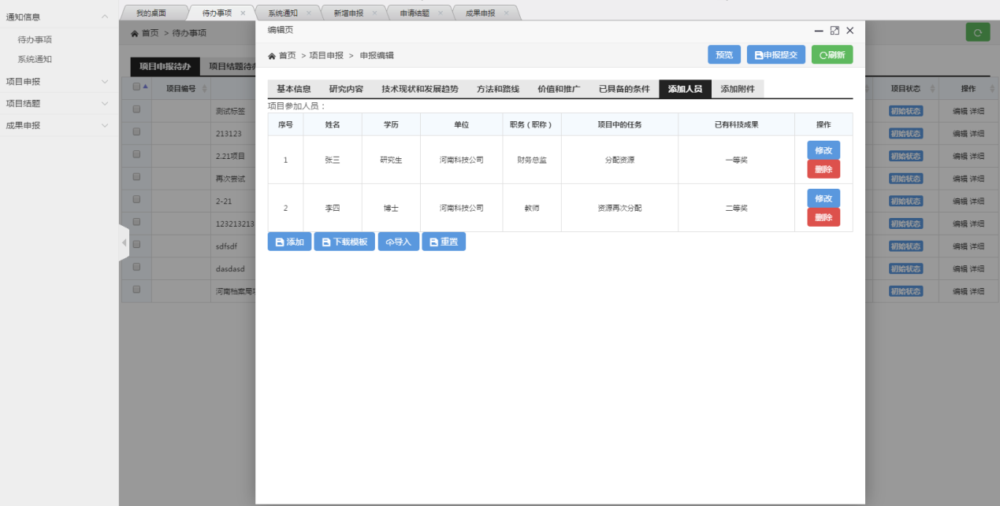 通知信息
待办事项
系统通知
项目申报
项目结题
成果申报
我的桌面 待办事项 × 系统通知 × 新增申报 × 申请结题 × 成果申报 ×
首页 > 待办事项
项目申报待办 项目结题待
项目编号
项目状态 操作
测试标签 初始状态 编辑 详细
213123 初始状态 编辑 详细
2.21项目 初始状态 编辑 详细
再次尝试 初始状态 编辑 详细
2-21 初始状态 编辑 详细
123213213 初始状态 编辑 详细
sdfsdf 初始状态 编辑 详细
dasdasd 初始状态 编辑 详细
河南档案局 初始状态 编辑 详细
编辑页
首页 > 项目申报 > 申报编辑
预览 申报提交 刷新
基本信息 研究内容 技术现状和发展趋势 方法和路线 价值和推广 已具备的条件 添加人员 添加附件
项目参加人员：
序号 姓名 学历 单位 职务（职称） 项目中的任务 已有科技成果 操作
1 张三 研究生 河南科技公司 财务总监 分配资源 一等奖 修改 删除
2 李四 博士 河南科技公司 教师 资源再次分配 二等奖 修改 删除
添加 下载模板 导入 重置